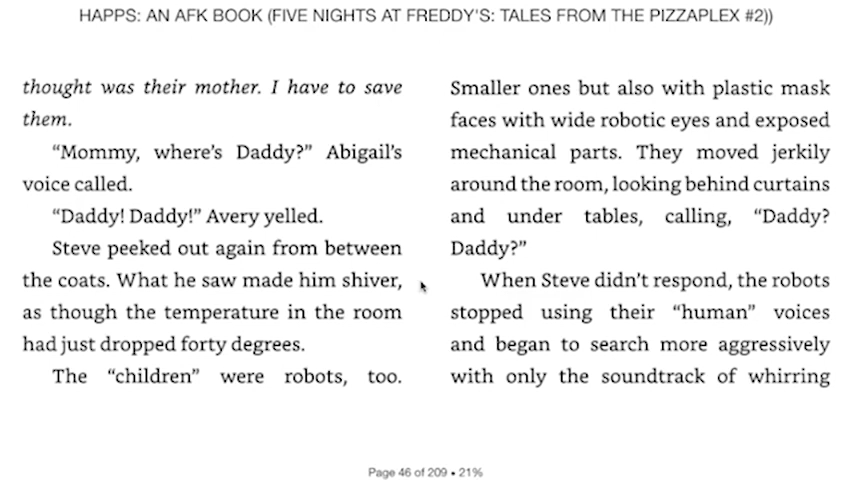 HAPPS: AN AFK BOOK (FIVE NIGHTS AT FREDDY'S: TALES FROM THE PIZZAPLEX #2))
thought was their mother. I have to save
them.
“Mommy, where’s Daddy?” Abigail’s
voice called.
“Daddy! Daddy!” Avery yelled.
Steve peeked out again from between
the coats. What he saw made him shiver,
as though the temperature in the room
had just dropped forty degrees.
The “children” were robots, too.
Smaller ones but also with plastic mask
faces with wide robotic eyes and exposed
mechanical parts. They moved jerkily
around the room, looking behind curtains
and under tables, calling, “Daddy?
Daddy?”
When Steve didn’t respond, the robots
stopped using their “human” voices
and began to search more aggressively
with only the soundtrack of whirring
Page 46 of 209 • 21%